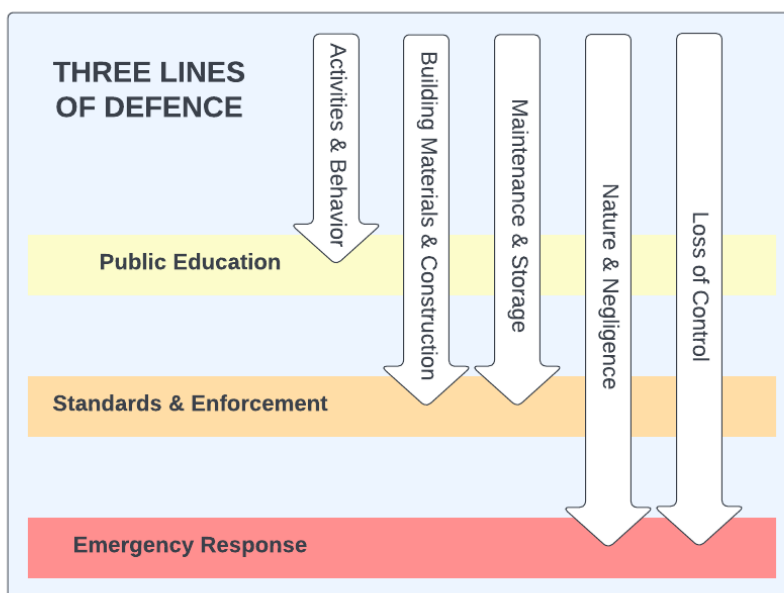 THREE LINES
OF DEFENCE
Activities & Behavior
Building Materials & Construction
Maintenance & Storage
Nature & Negligence
Loss of Control
Public Education
Standards & Enforcement
Emergency Response